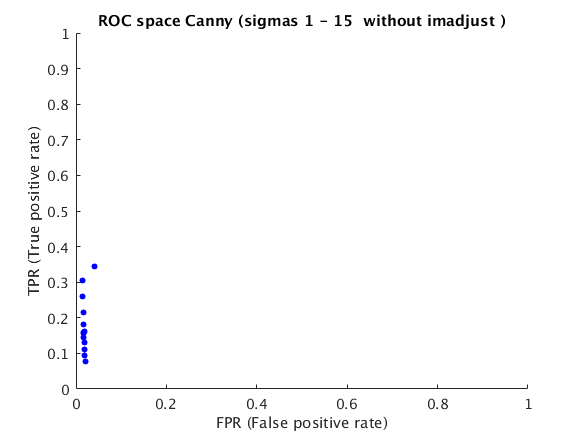 ROC space Canny (sigmas 1 - 15  without imadjust )
1
0.9
0.8
0.7
0.6
0.5
0.4
0.3
0.2
0.1
0
TPR (True positive rate)
0 0.2 0.4 0.6 0.8 1
FPR (False positive rate)